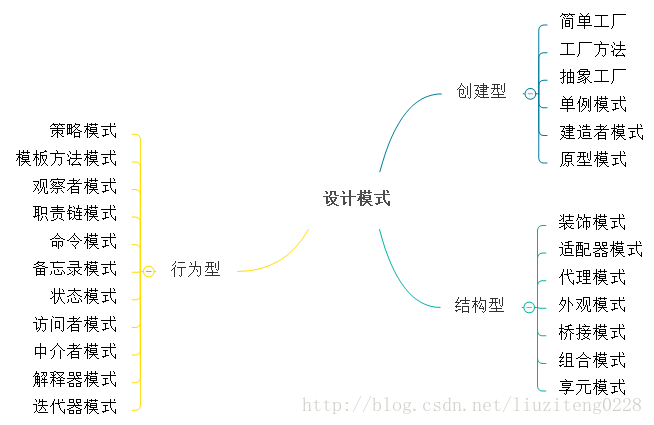 设计模式
创建型
简单工厂
工厂方法
抽象工厂
单例模式
建造者模式
原型模式
结构型
装饰模式
适配器模式
代理模式
外观模式
桥接模式
组合模式
享元模式
行为型
策略模式
模板方法模式
观察者模式
职责链模式
命令模式
备忘录模式
状态模式
访问者模式
中介者模式
解释器模式
迭代器模式
http://blog.csdn.net/liuziteng0228